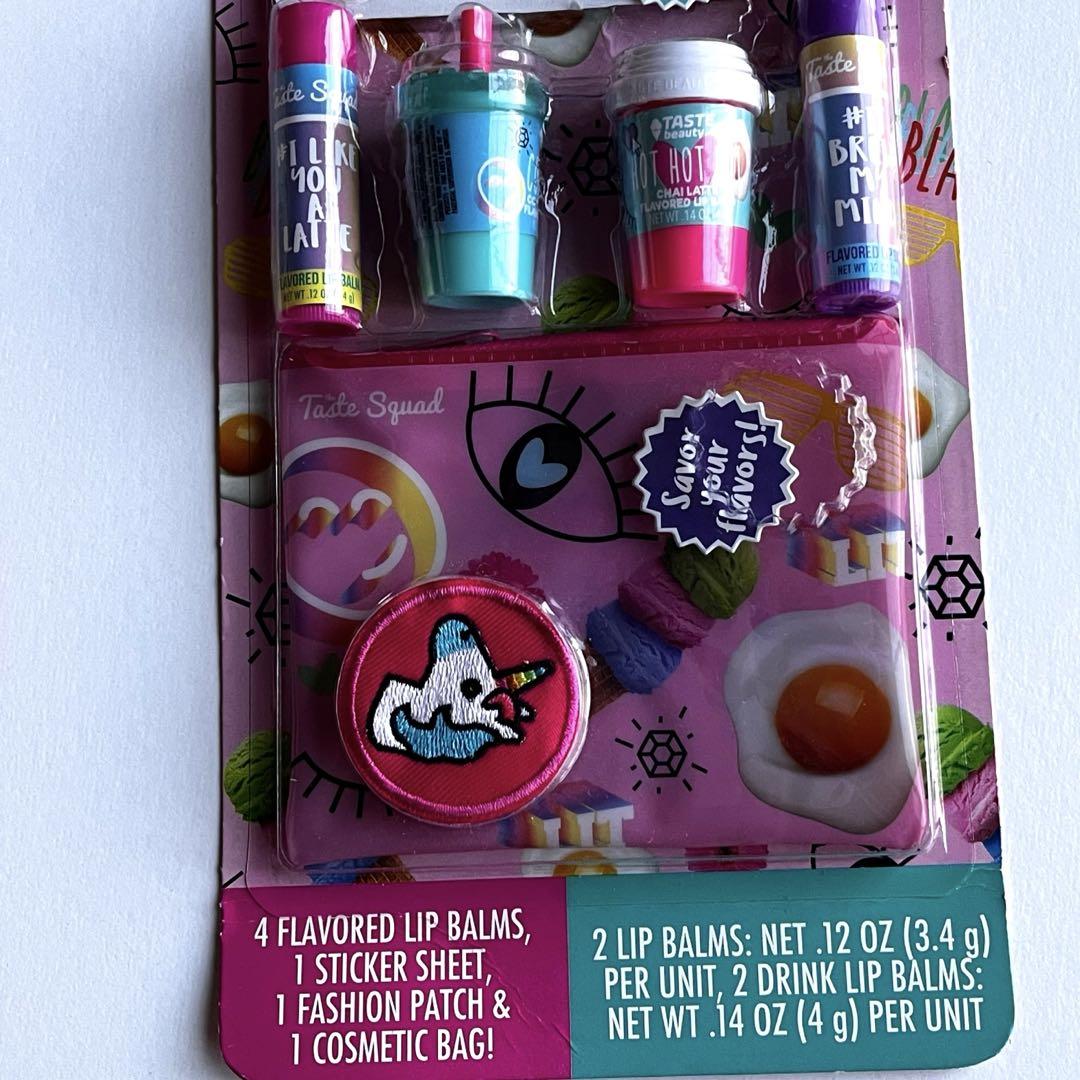 Taste
#I LIKE
YOU
A
LATTE
FLAVORED LIP BALM
NET WT .12 OZ
TASTE
beauty
HOT HOT
CHAI LATTE
FLAVORED LIP
NET WT .14 OZ
Taste
MY
FLAVORED
NET WT .12
Taste Squad
Savor
your
flavors!
LIT
LIT
4 FLAVORED LIP BALMS,
1 STICKER SHEET,
1 FASHION PATCH &
1 COSMETIC BAG!
2 LIP BALMS: NET .12 OZ (3.4 g)
PER UNIT, 2 DRINK LIP BALMS:
NET WT .14 OZ (4 g) PER UNIT